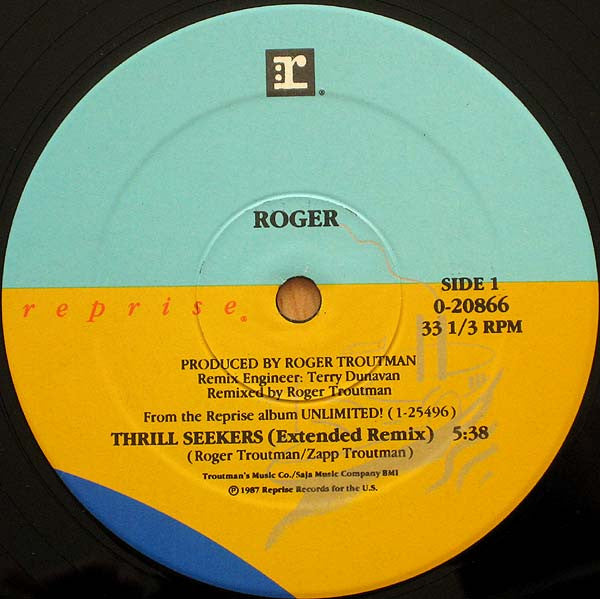 r
®
ROGER
SIDE 1
reprise®
0-20866
33 1/3 RPM
PRODUCED BY ROGER TROUTMAN
Remix Engineer: Terry Dunavan
Remixed by Roger Troutman
From the Reprise album UNLIMITED! (1-25496)
THRILL SEEKERS (Extended Remix) 5:38
(Roger Troutman/Zapp Troutman)
Troutman's Music Co./Saja Music Company BMI
Ⓟ 1987 Reprise Records for the U.S.